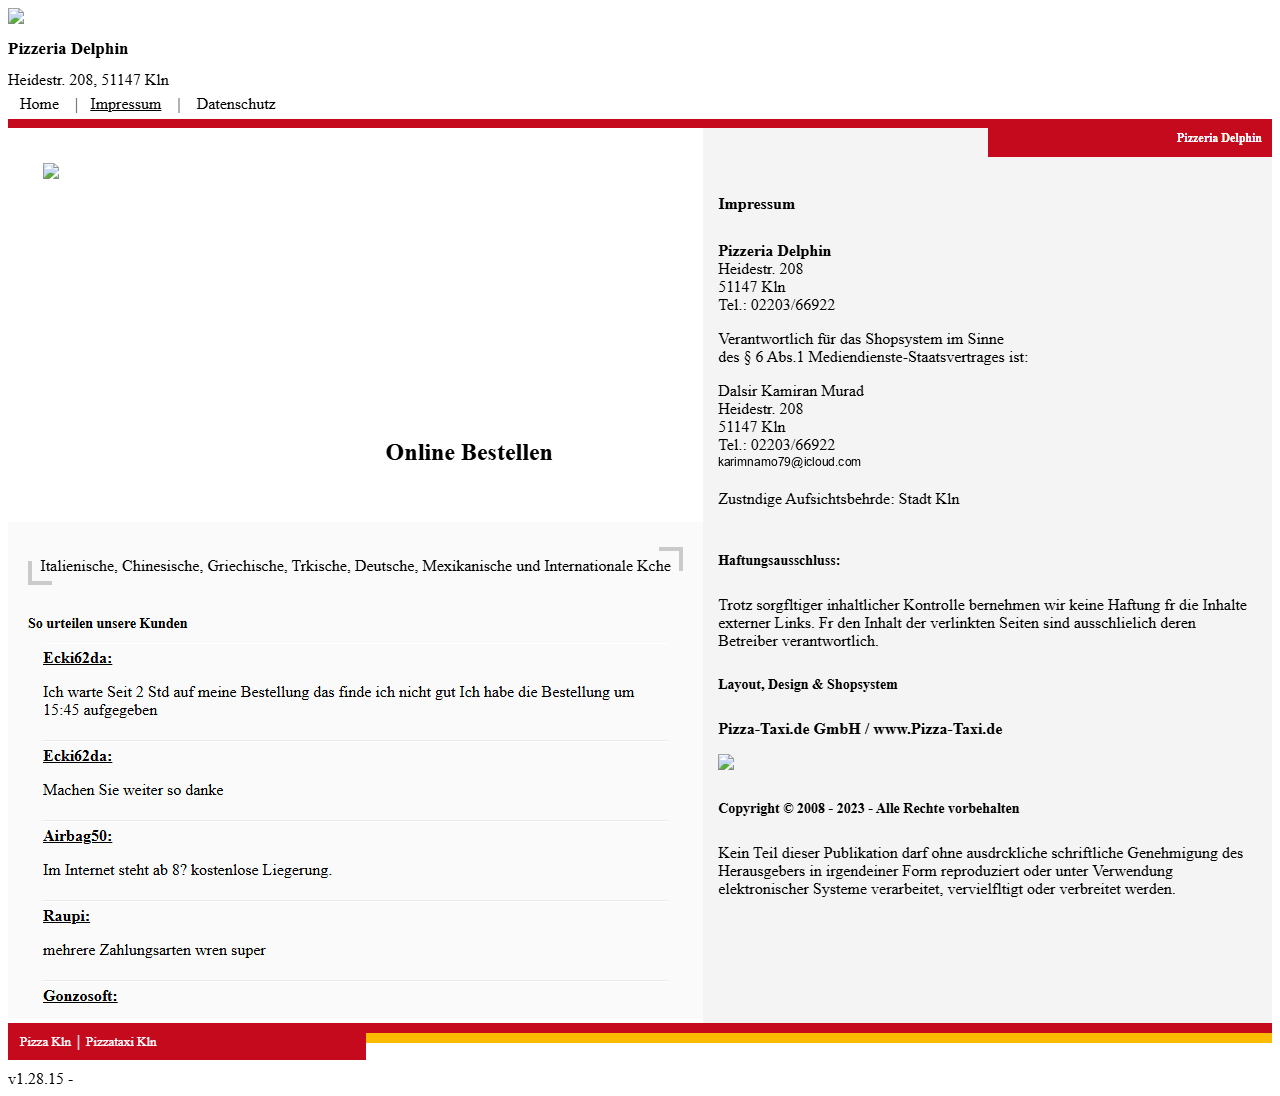 Pizzeria Delphin
Heidestr. 208, 51147 Kln
Home | Impressum | Datenschutz
Pizzeria Delphin
Online Bestellen
Italienische, Chinesische, Griechische, Trkische, Deutsche, Mexikanische und Internationale Kche
So urteilen unsere Kunden
Ecki62da:
Ich warte Seit 2 Std auf meine Bestellung das finde ich nicht gut Ich habe die Bestellung um
15:45 aufgegeben
Ecki62da:
Machen Sie weiter so danke
Airbag50:
Im Internet steht ab 8? kostenlose Liegerung.
Raupi:
mehrere Zahlungsarten wren super
Gonzosoft:
Impressum
Pizzeria Delphin
Heidestr. 208
51147 Kln
Tel.: 02203/66922
Verantwortlich für das Shopsystem im Sinne
des § 6 Abs.1 Mediendienste-Staatsvertrages ist:
Dalsir Kamiran Murad
Heidestr. 208
51147 Kln
Tel.: 02203/66922
karimnamo79@icloud.com
Zustndige Aufsichtsbehrde: Stadt Kln
Haftungsausschluss:
Trotz sorgfltiger inhaltlicher Kontrolle bernehmen wir keine Haftung fr die Inhalte
externer Links. Fr den Inhalt der verlinkten Seiten sind ausschlielich deren
Betreiber verantwortlich.
Layout, Design & Shopsystem
Pizza-Taxi.de GmbH / www.Pizza-Taxi.de
Copyright © 2008 - 2023 - Alle Rechte vorbehalten
Kein Teil dieser Publikation darf ohne ausdrckliche schriftliche Genehmigung des
Herausgebers in irgendeiner Form reproduziert oder unter Verwendung
elektronischer Systeme verarbeitet, vervielfltigt oder verbreitet werden.
Pizza Kln | Pizzataxi Kln
v1.28.15 -